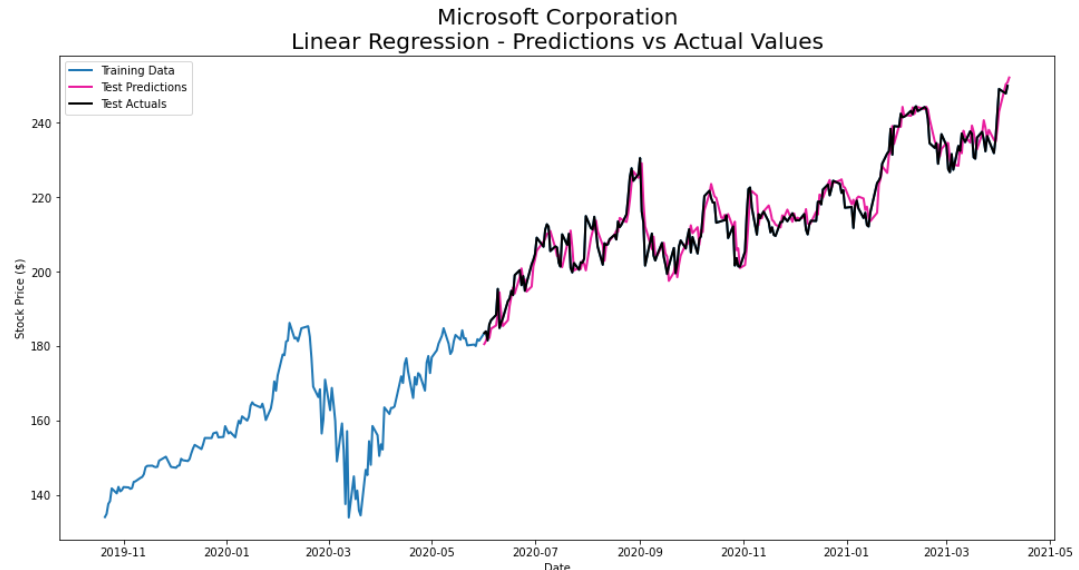 Microsoft Corporation
Linear Regression - Predictions vs Actual Values
Training Data
Test Predictions
Test Actuals
Stock Price ($)
240
220
200
180
160
140
2019-11 2020-01 2020-03 2020-05 2020-07 2020-09 2020-11 2021-01 2021-03 2021-05
Date